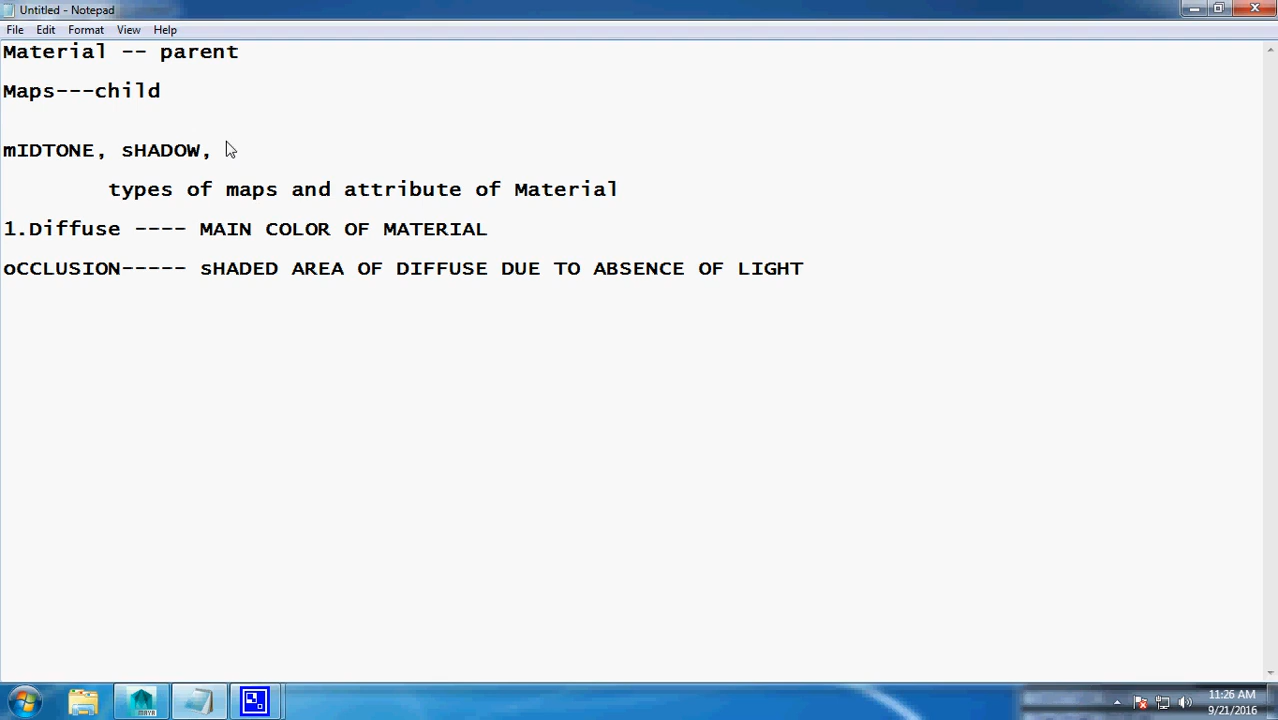 Untitled - Notepad
File Edit Format View Help
Material -- parent
Maps---child
mIDTONE, sHADOW,
types of maps and attribute of Material
1.Diffuse ---- MAIN COLOR OF MATERIAL
oCCLUSION----- sHADED AREA OF DIFFUSE DUE TO ABSENCE OF LIGHT
MAYA
11:26 AM
9/21/2016